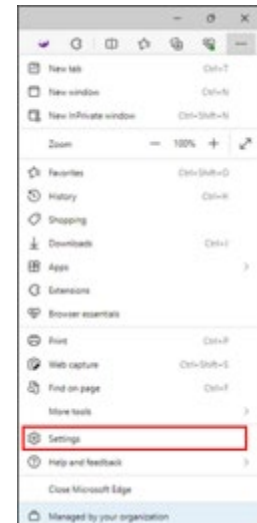 New tab Ctrl+T
New window Ctrl+N
New InPrivate window Ctrl+Shift+N
Zoom — 100% +
Favorites Ctrl+Shift+O
History Ctrl+H
Shopping
Downloads Ctrl+J
Apps
Extensions
Browser essentials
Print Ctrl+P
Web capture Ctrl+Shift+S
Find on page Ctrl+F
More tools
Settings
Help and feedback
Close Microsoft Edge
Managed by your organization